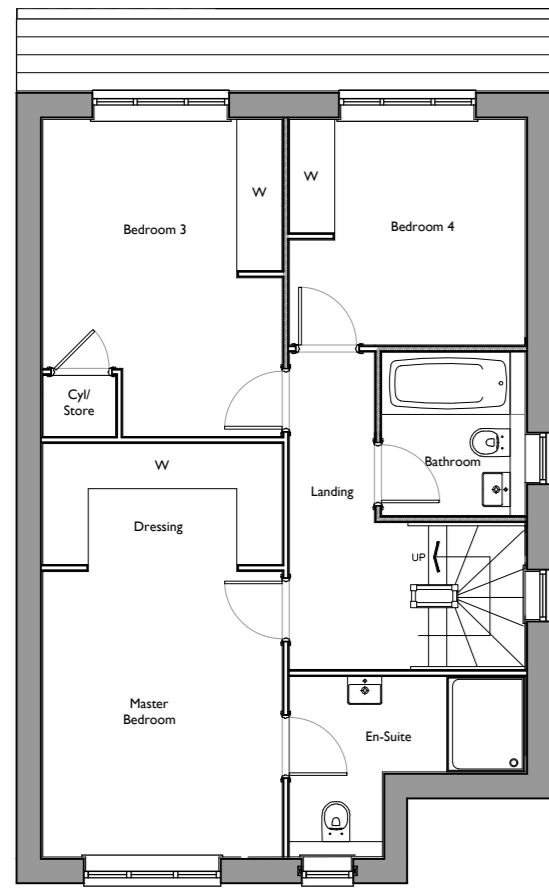 W
W
Bedroom 3
Bedroom 4
Cyl/
Store
W
Bathroom
Landing
Dressing
UP
Master
Bedroom
En-Suite